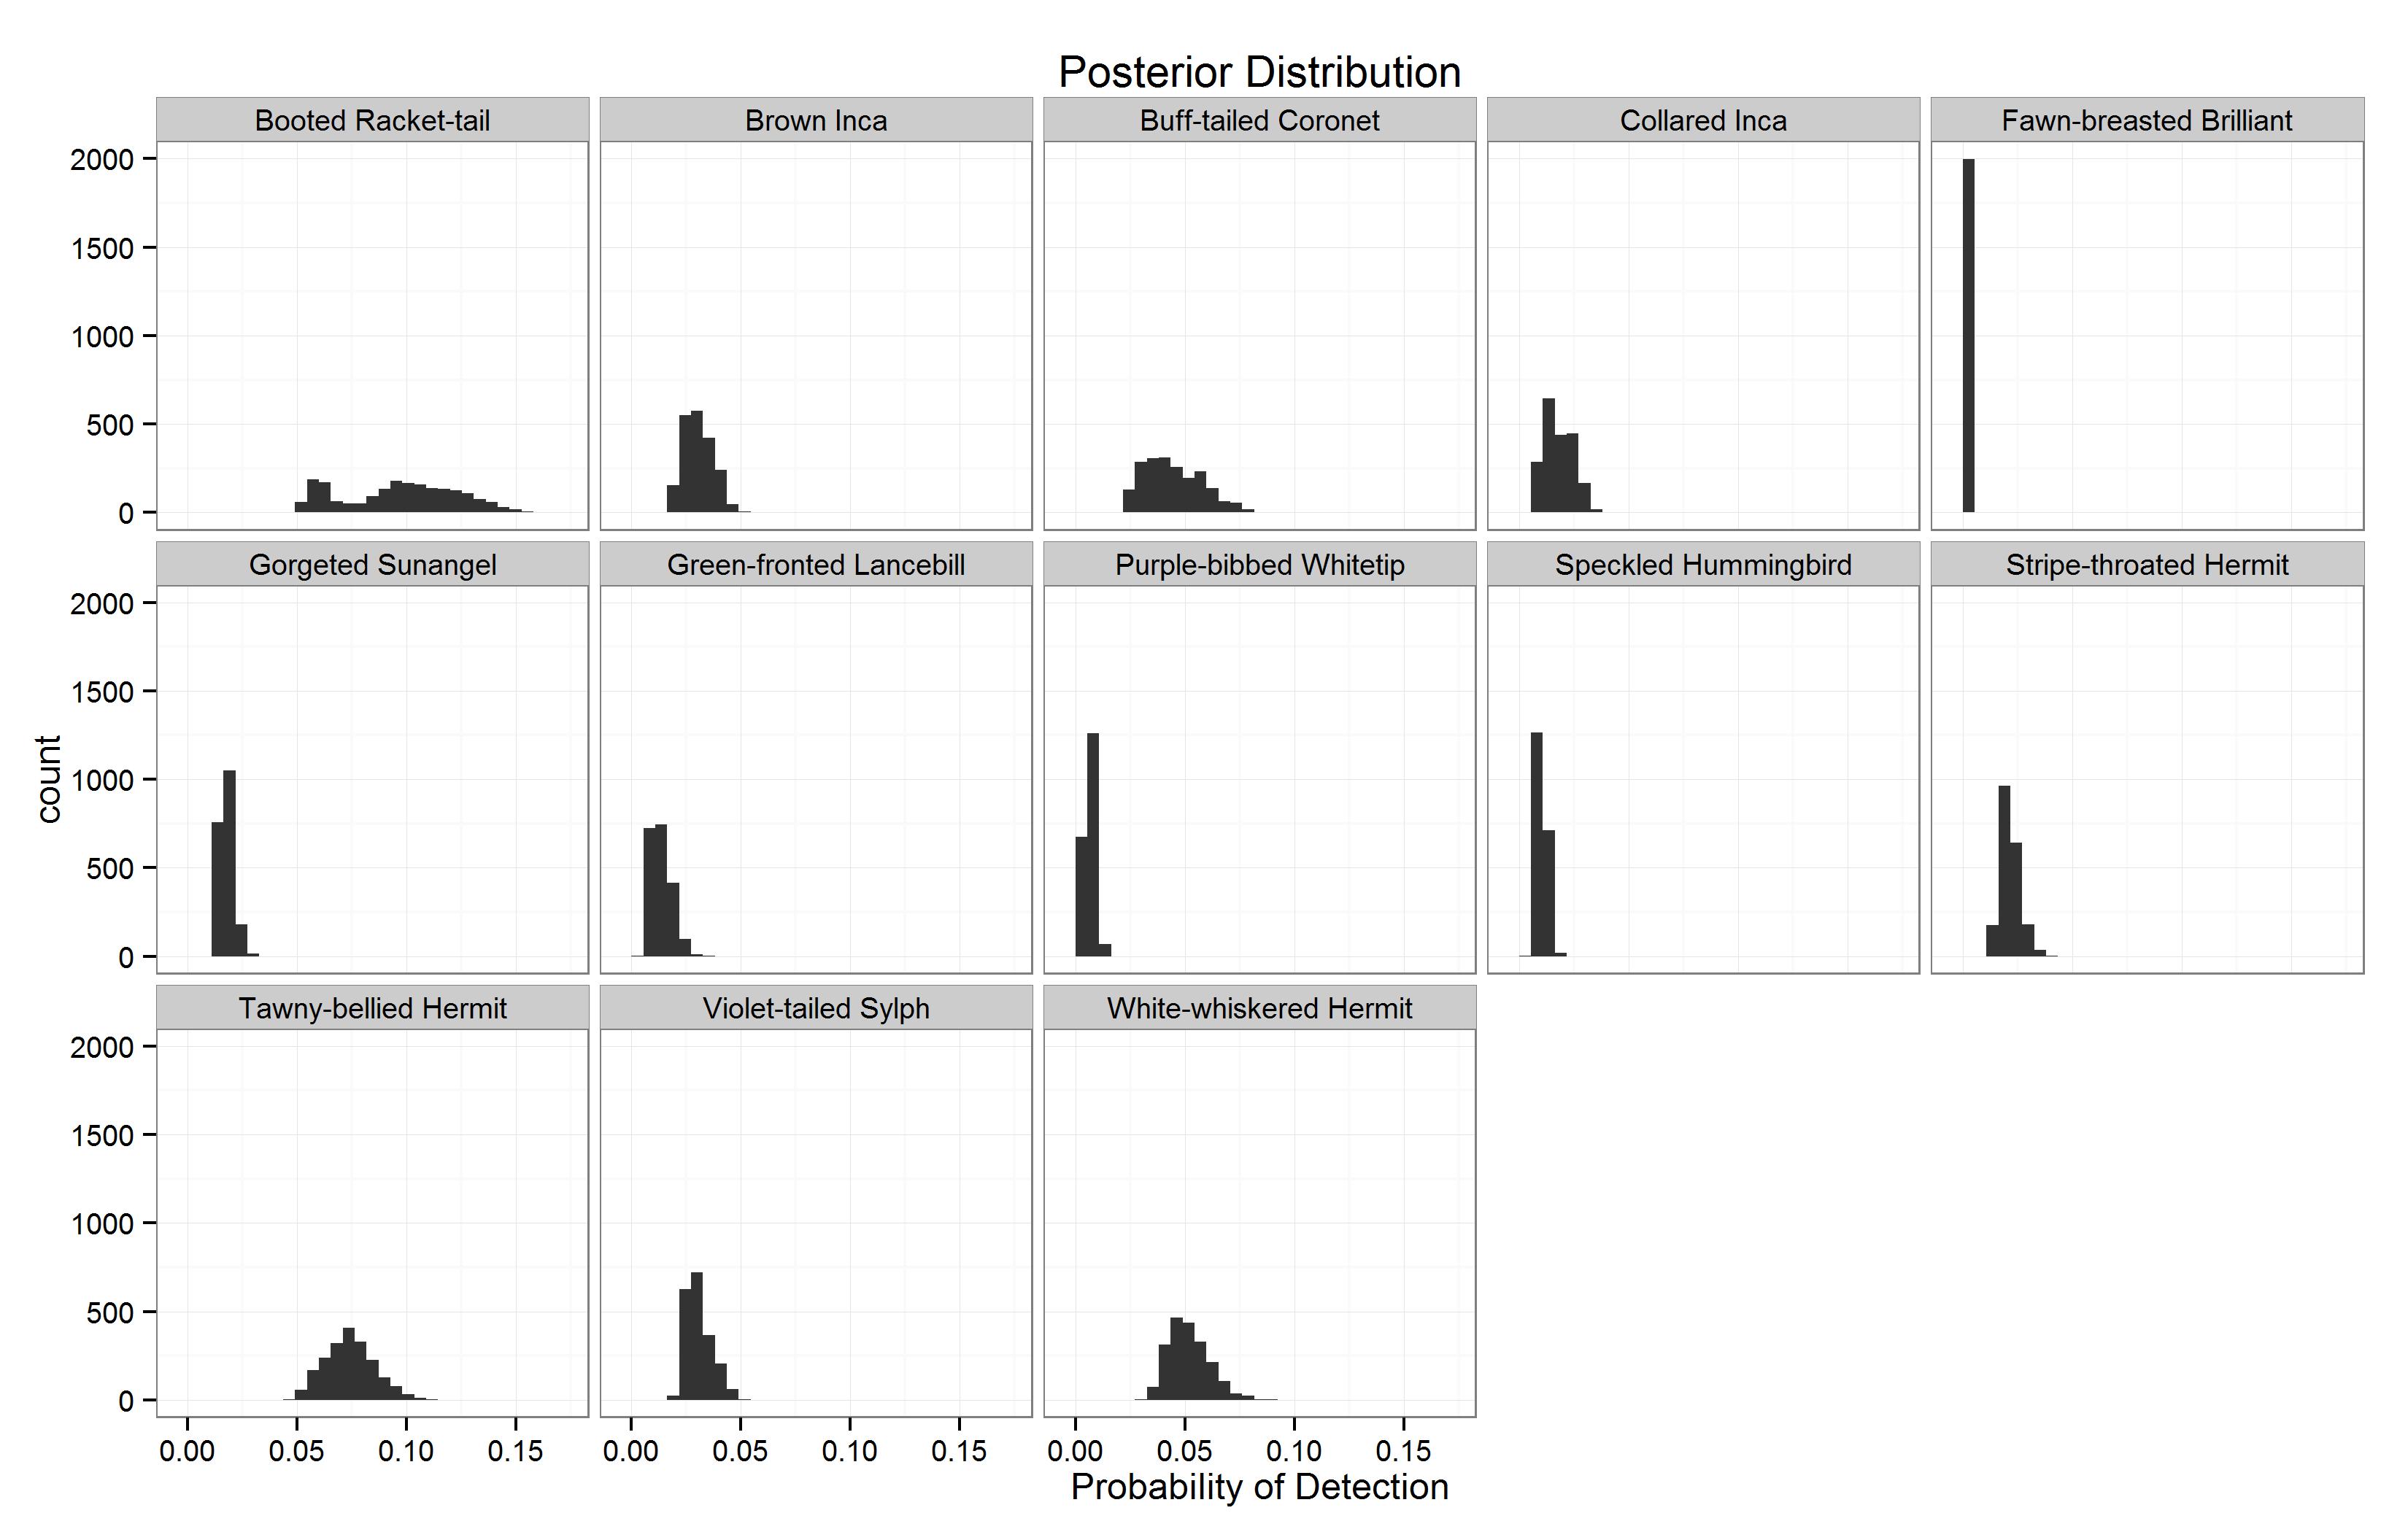 Posterior Distribution
Booted Racket-tail
Brown Inca
Buff-tailed Coronet
Collared Inca
Fawn-breasted Brilliant
2000
1500
1000
500
0
Gorgeted Sunangel
Green-fronted Lancebill
Purple-bibbed Whitetip
Speckled Hummingbird
Stripe-throated Hermit
2000
1500
1000
500
0
count
Tawny-bellied Hermit
Violet-tailed Sylph
White-whiskered Hermit
2000
1500
1000
500
0
0.00 0.05 0.10 0.15
0.00 0.05 0.10 0.15
0.00 0.05 0.10 0.15
Probability of Detection